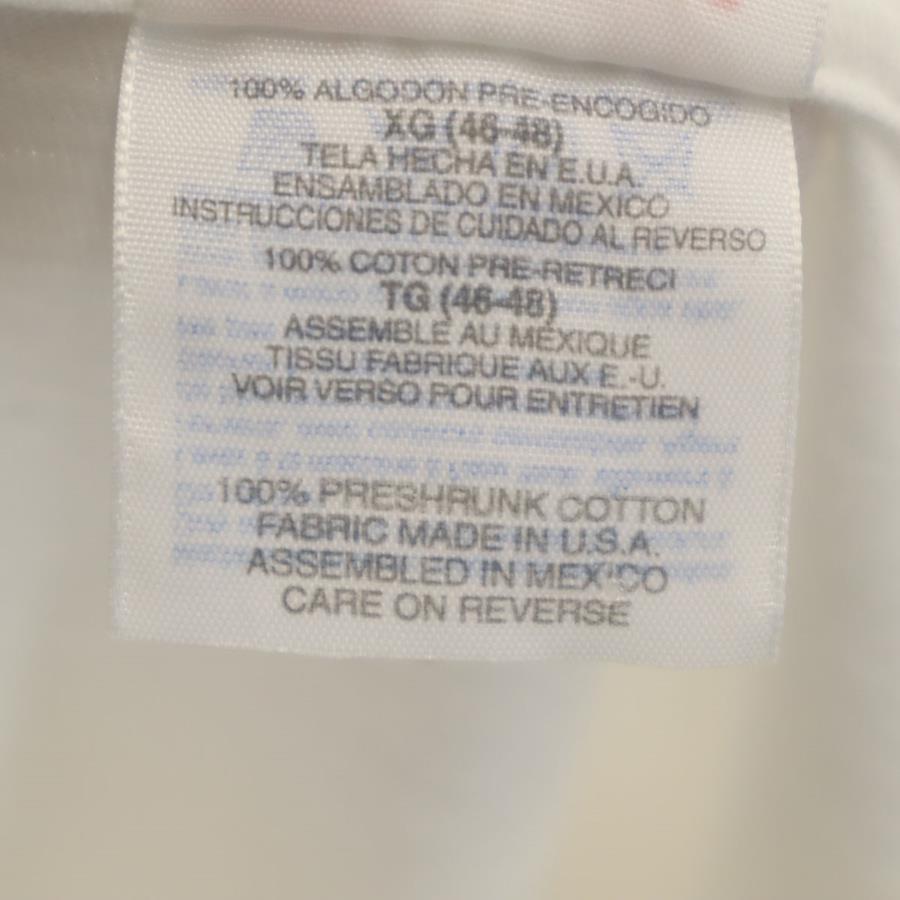 100% ALGODON PRE-ENCOGIDO
XG (46-48)
TELA HECHA EN E.U.A.
ENSAMBLADO EN MEXICO
INSTRUCCIONES DE CUIDADO AL REVERSO
100% COTON PRE-RETRECI
TG (46-48)
ASSEMBLÉ AU MÉXIQUE
TISSU FABRIQUE AUX E.-U.
VOIR VERSO POUR ENTRETIEN
100% PRESHRUNK COTTON
FABRIC MADE IN U.S.A.
ASSEMBLED IN MEXICO
CARE ON REVERSE